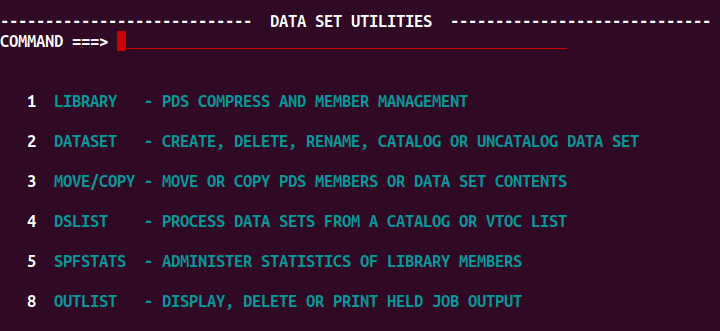 ---------------------------- DATA SET UTILITIES -----------------------------
COMMAND ===>
1 LIBRARY - PDS COMPRESS AND MEMBER MANAGEMENT
2 DATASET - CREATE, DELETE, RENAME, CATALOG OR UNCATALOG DATA SET
3 MOVE/COPY - MOVE OR COPY PDS MEMBERS OR DATA SET CONTENTS
4 DSLIST - PROCESS DATA SETS FROM A CATALOG OR VTOC LIST
5 SPFSTATS - ADMINISTER STATISTICS OF LIBRARY MEMBERS
8 OUTLIST - DISPLAY, DELETE OR PRINT HELD JOB OUTPUT